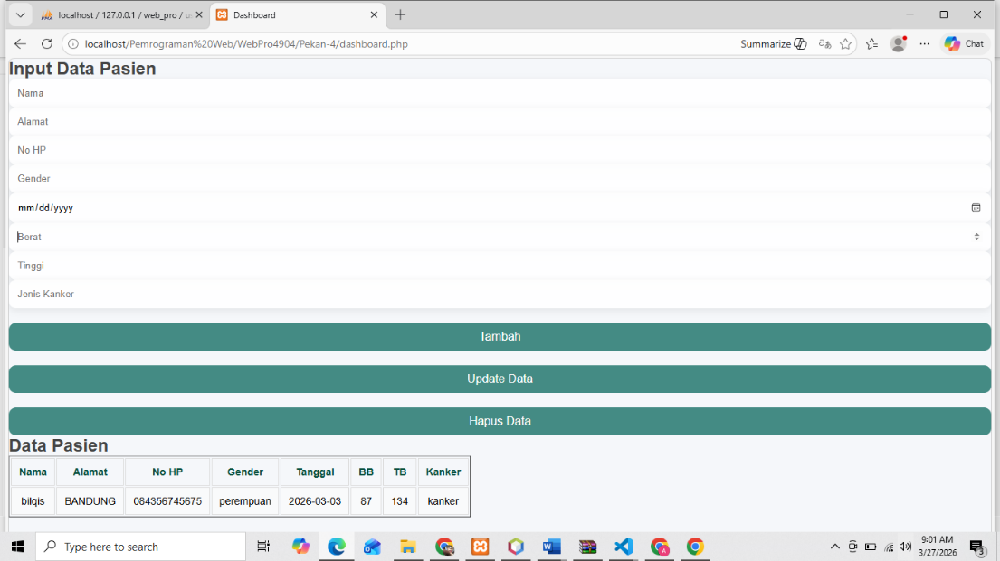 localhost / 127.0.0.1 / web_pro / us
Dashboard
localhost/Pemrograman%20Web/WebPro4904/Pekan-4/dashboard.php
Summarize
Chat
Input Data Pasien
Nama
Alamat
No HP
Gender
mm/dd/yyyy
Berat
Tinggi
Jenis Kanker
Tambah
Update Data
Hapus Data
Data Pasien
Nama Alamat No HP Gender Tanggal BB TB Kanker
bilqis BANDUNG 084356745675 perempuan 2026-03-03 87 134 kanker
Type here to search
9:01 AM
3/27/2026
3